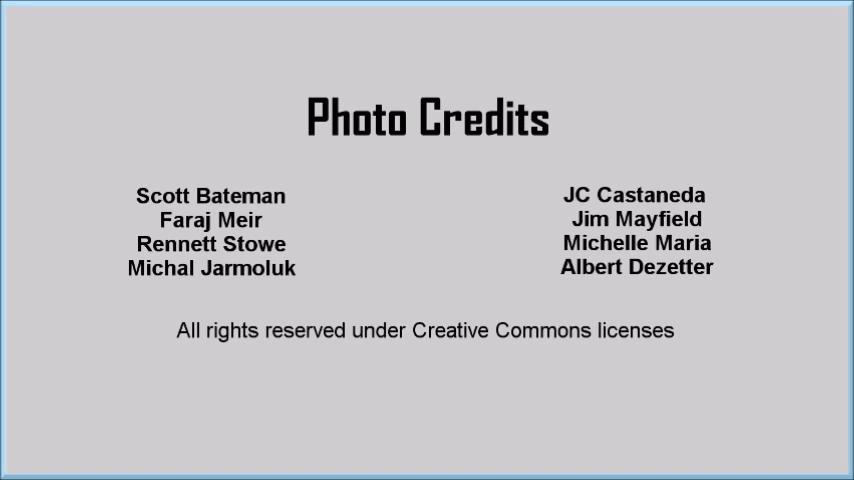 Photo Credits
Scott Bateman
Faraj Meir
Rennett Stowe
Michal Jarmoluk
JC Castaneda
Jim Mayfield
Michelle Maria
Albert Dezetter
All rights reserved under Creative Commons licenses